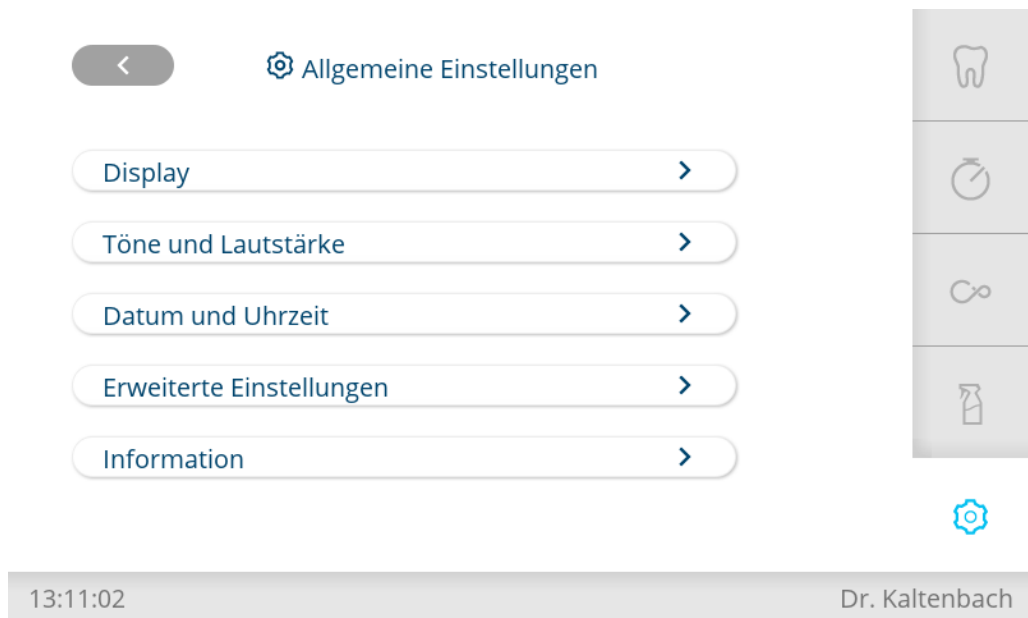 Allgemeine Einstellungen
Display
Töne und Lautstärke
Datum und Uhrzeit
Erweiterte Einstellungen
Information
13:11:02
Dr. Kaltenbach